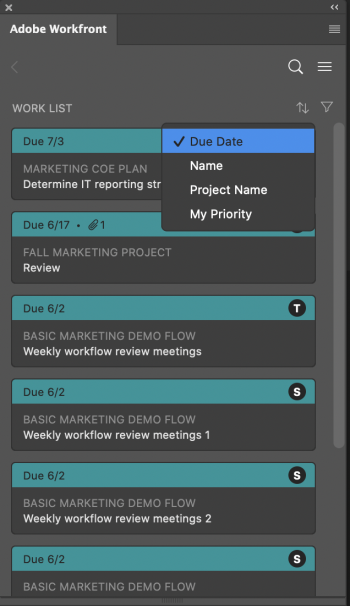 Adobe Workfront
WORK LIST
Due 7/3
MARKETING COE PLAN
Determine IT reporting str
Due Date
Name
Project Name
My Priority
Due 6/17 • 1
FALL MARKETING PROJECT
Review
Due 6/2 T
BASIC MARKETING DEMO FLOW
Weekly workflow review meetings
Due 6/2 S
BASIC MARKETING DEMO FLOW
Weekly workflow review meetings 1
Due 6/2 S
BASIC MARKETING DEMO FLOW
Weekly workflow review meetings 2
Due 6/2 S
BASIC MARKETING DEMO FLOW